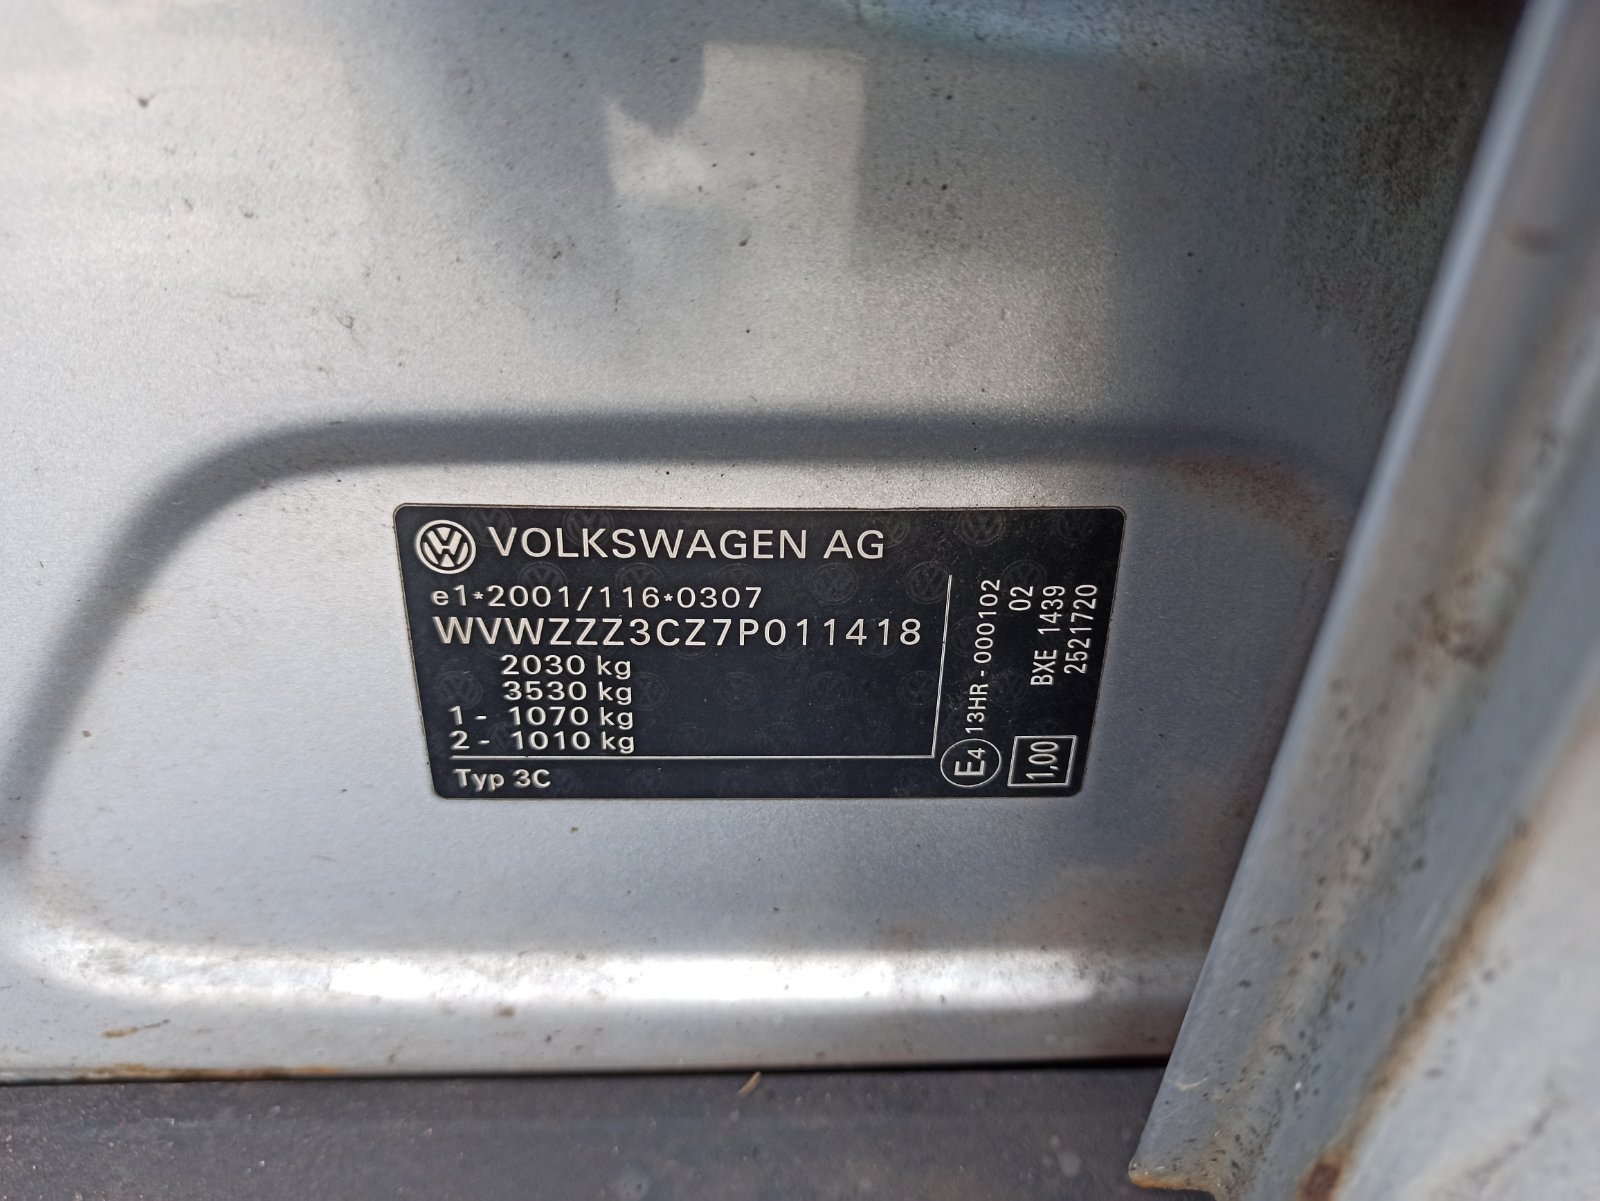 VOLKSWAGEN AG
e1*2001/116*0307
WVWZZZ3CZ7P011418
2030 kg
3530 kg
1 - 1070 kg
2 - 1010 kg
Typ 3C
E4 13HR - 000102
02
BXE 1439
2521720
1,00